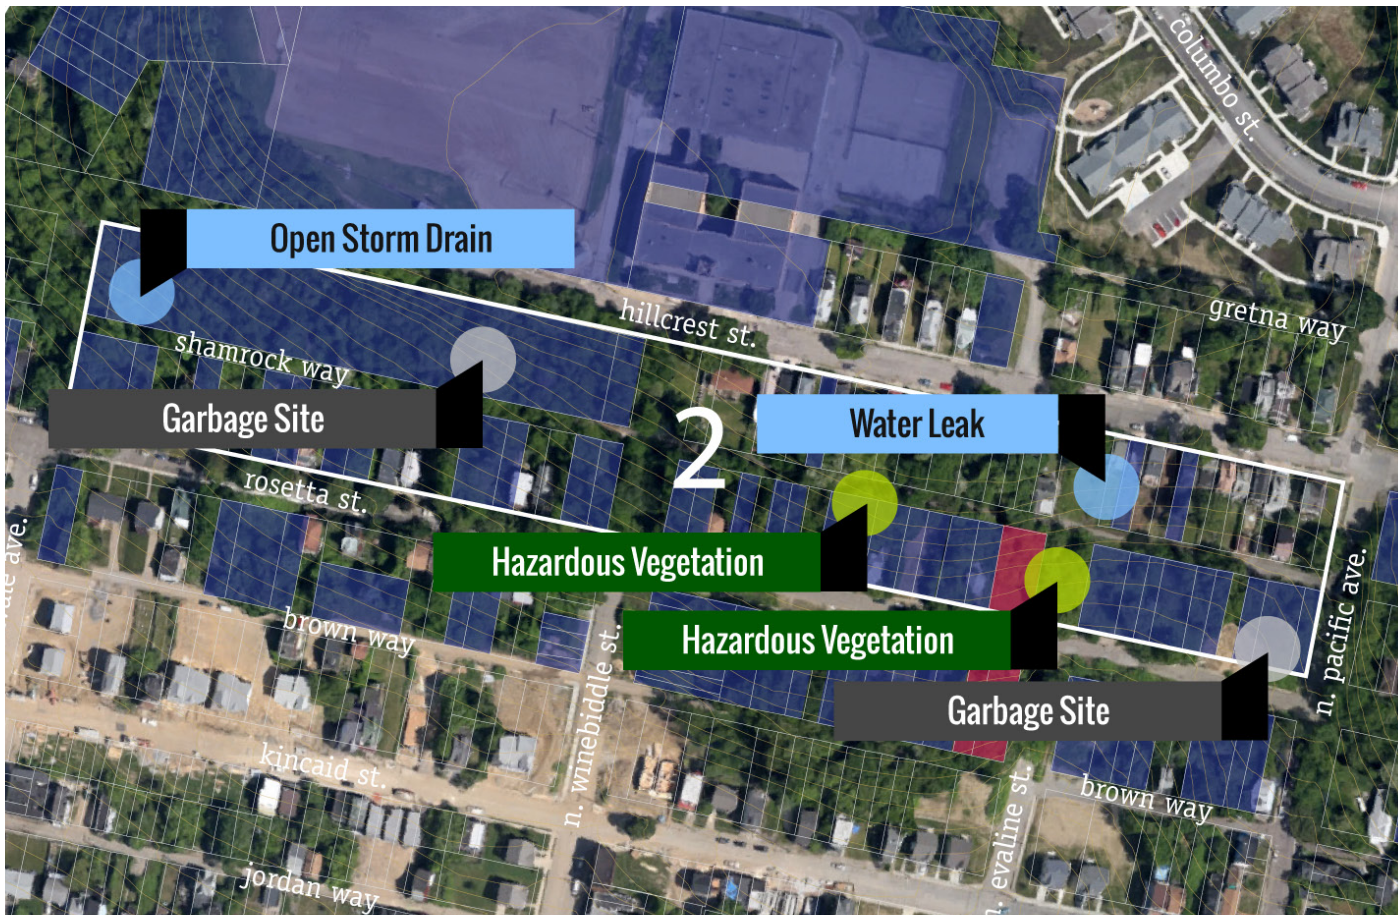 columbo st.
Open Storm Drain
hillcrest st.
gretna way
shamrock way
Garbage Site
2
Water Leak
rosetta st.
Hazardous Vegetation
ave.
brown way
Hazardous Vegetation
n. pacific ave.
n. winebiddle st.
Garbage Site
kincaid st.
n. evaline st.
brown way
jordan way